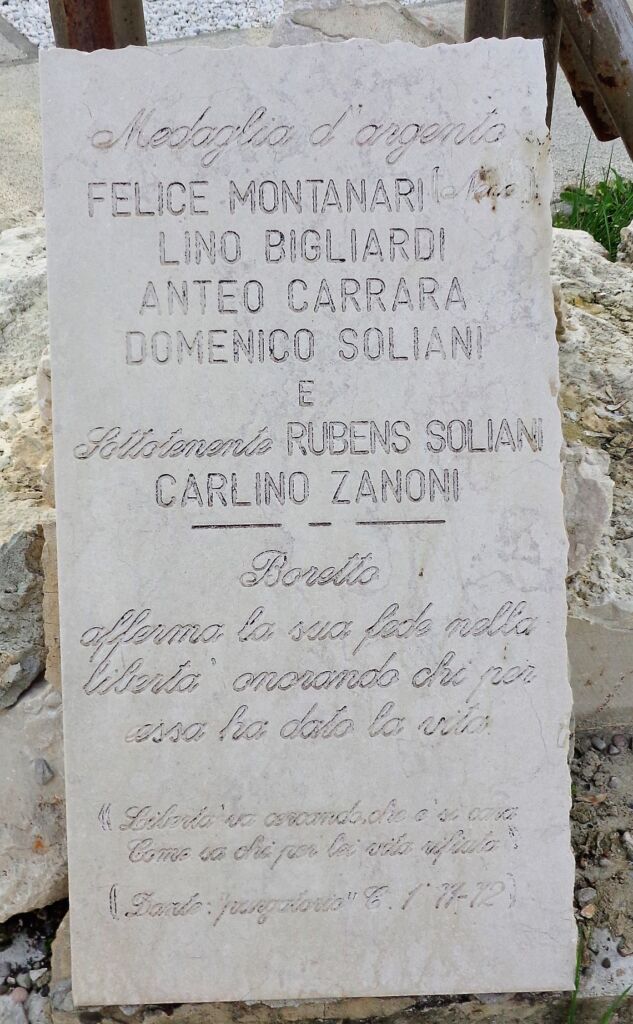 Medaglia d'argento
FELICE MONTANARI (Nero)
LINO BIGLIARDI
ANTEO CARRARA
DOMENICO SOLIANI
E
Sottotenente RUBENS SOLIANI
CARLINO ZANONI
Boretto
afferma la sua fede nella
liberta' onorando chi per
essa ha dato la vita.
"Liberta' va cercando, che e' si cara
Come sa chi per lei vita rifiuta"
(Dante: "purgatorio" C. 1° 71-72)